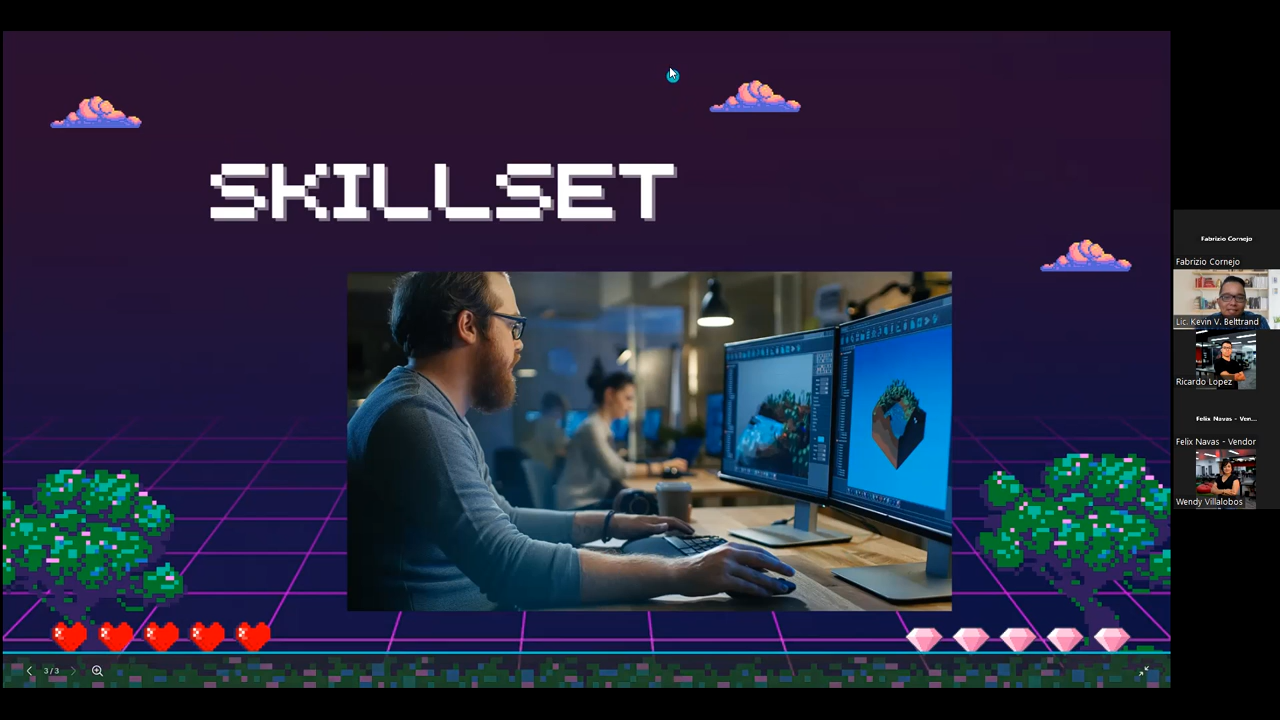 SKILLSET
Fabrizio Cornejo
Fabrizio Cornejo
Lic. Kevin V. Belttrand
Ricardo Lopez
Felix Navas - Ven...
Felix Navas - Vendor
Wendy Villalobos
3 / 3